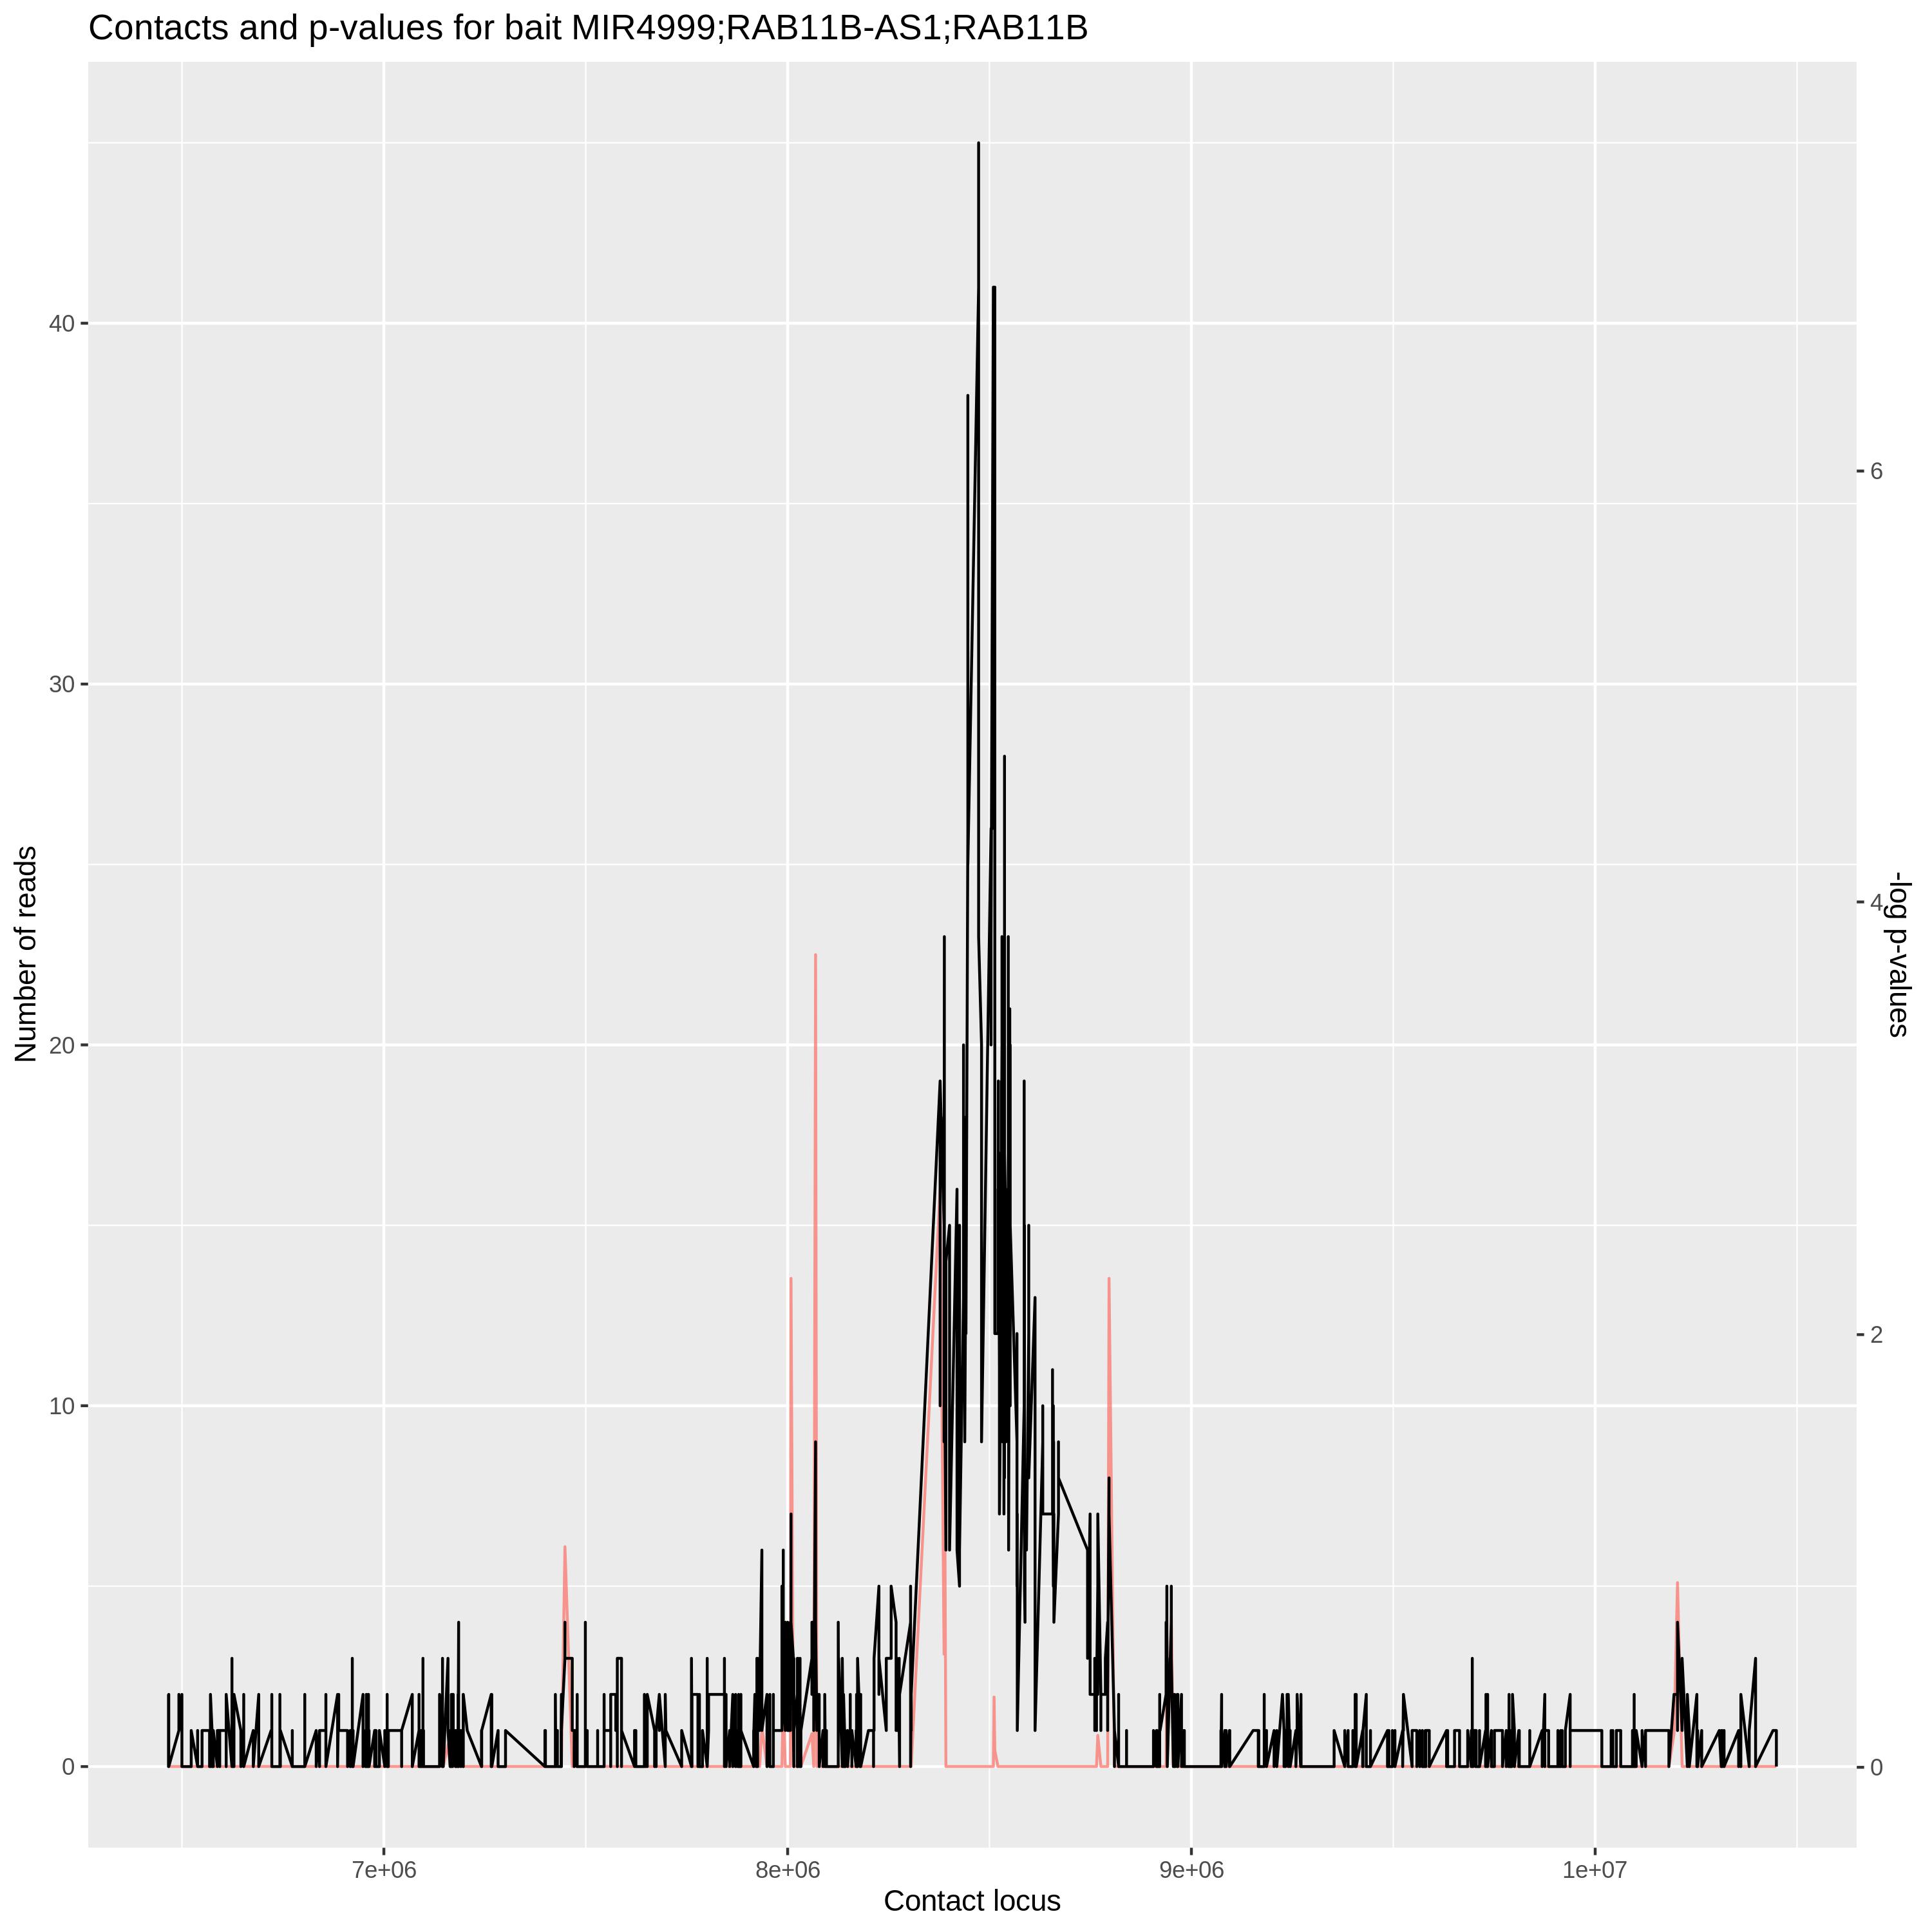 Contacts and p-values for bait MIR4999;RAB11B-AS1;RAB11B
Number of reads
40
30
20
10
0
6
4
2
0
-log p-values
7e+06
8e+06
9e+06
1e+07
Contact locus